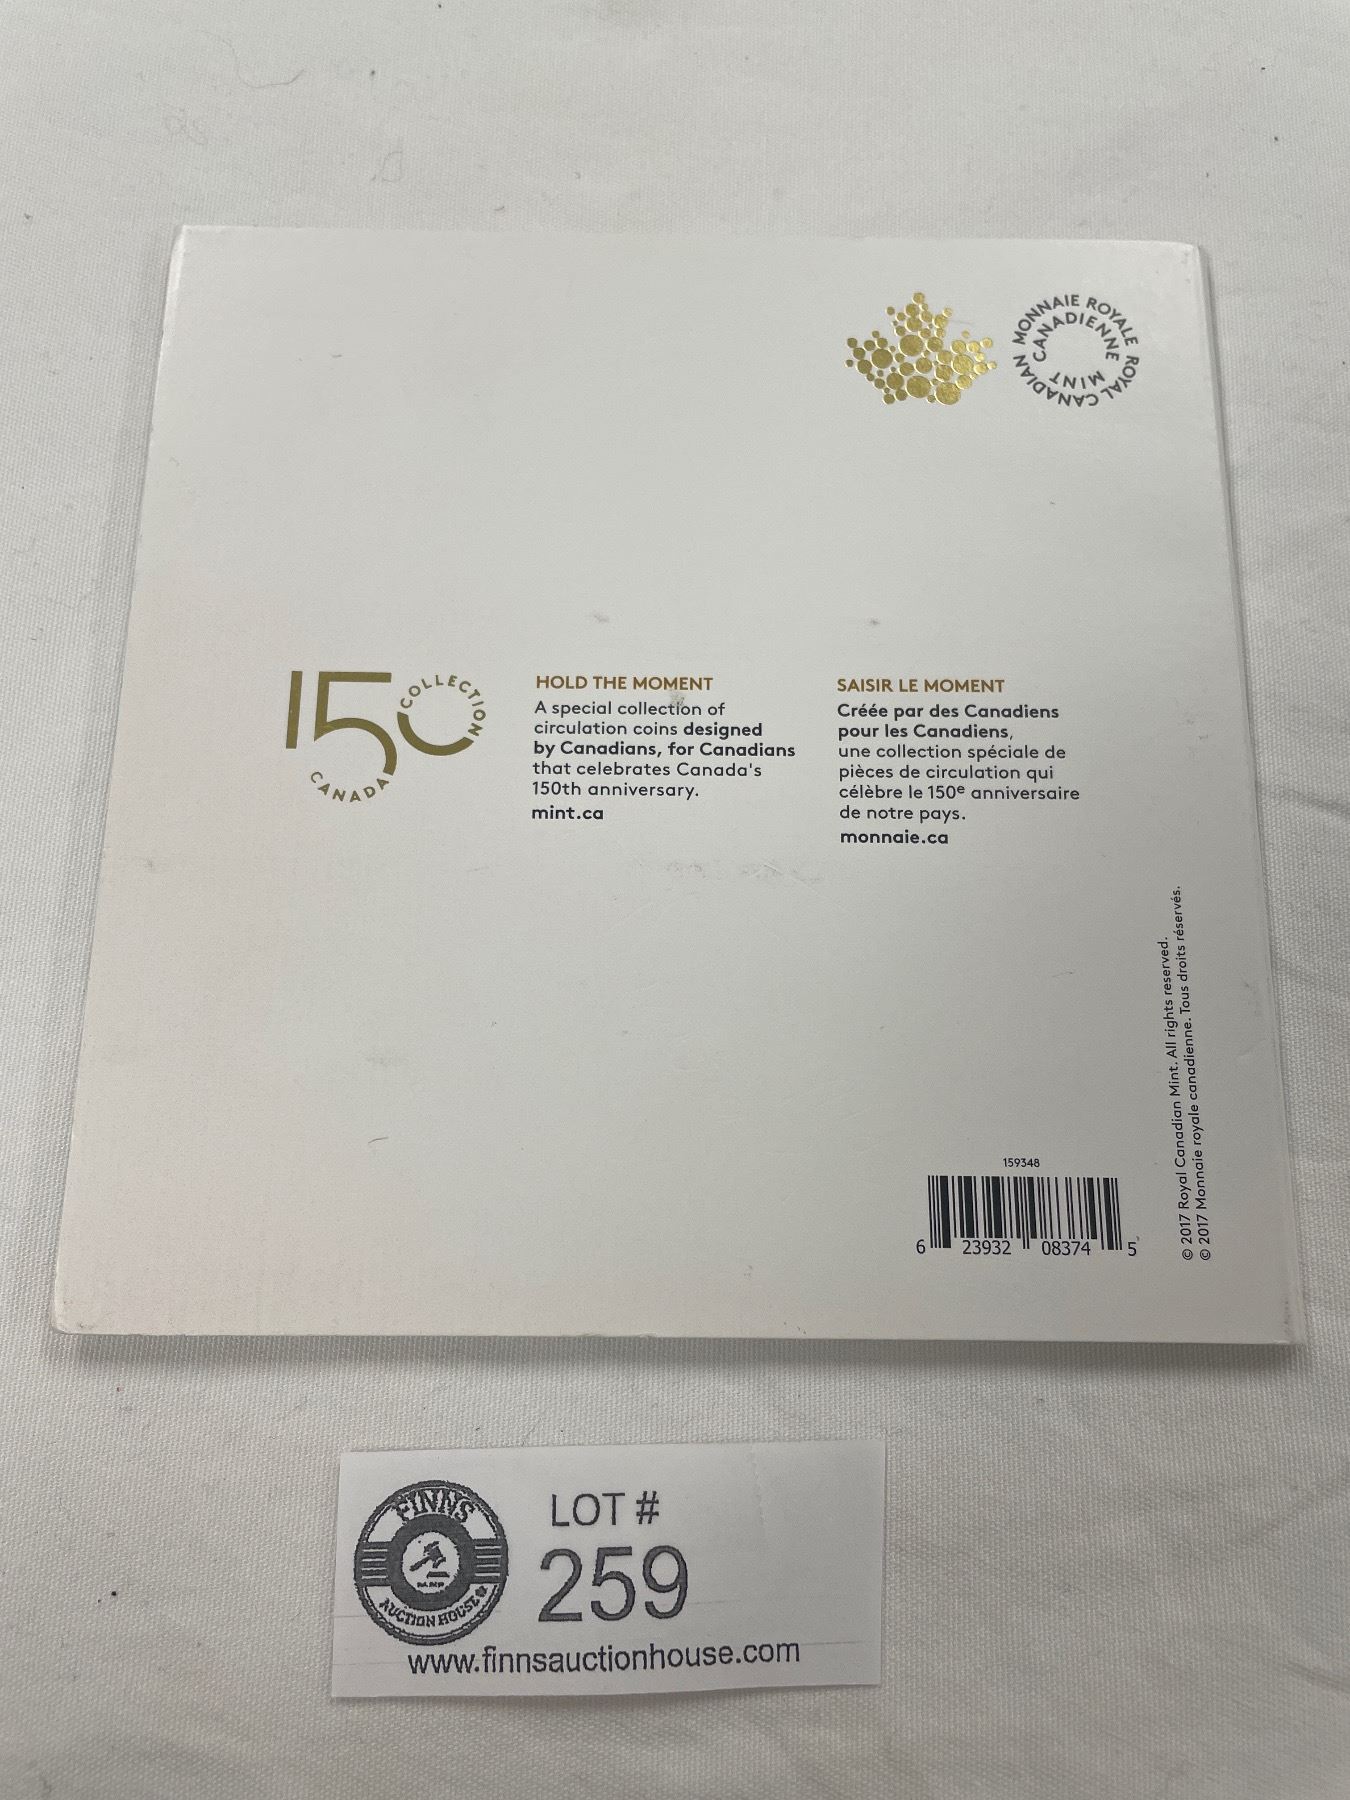 MONNAIE ROYALE
CANADIENNE
ROYAL CANADIAN
MINT
150
COLLECTION
CANADA
HOLD THE MOMENT
A special collection of
circulation coins designed
by Canadians, for Canadians
that celebrates Canada's
150th anniversary.
mint.ca
SAISIR LE MOMENT
Créée par des Canadiens
pour les Canadiens,
une collection spéciale de
pièces de circulation qui
célèbre le 150e anniversaire
de notre pays.
monnaie.ca
© 2017 Royal Canadian Mint. All rights reserved.
© 2017 Monnaie royale canadienne. Tous droits réservés.
159348
6 23932 08374 5
FINNS
AUCTION HOUSE
LOT #
259
www.finnsauctionhouse.com